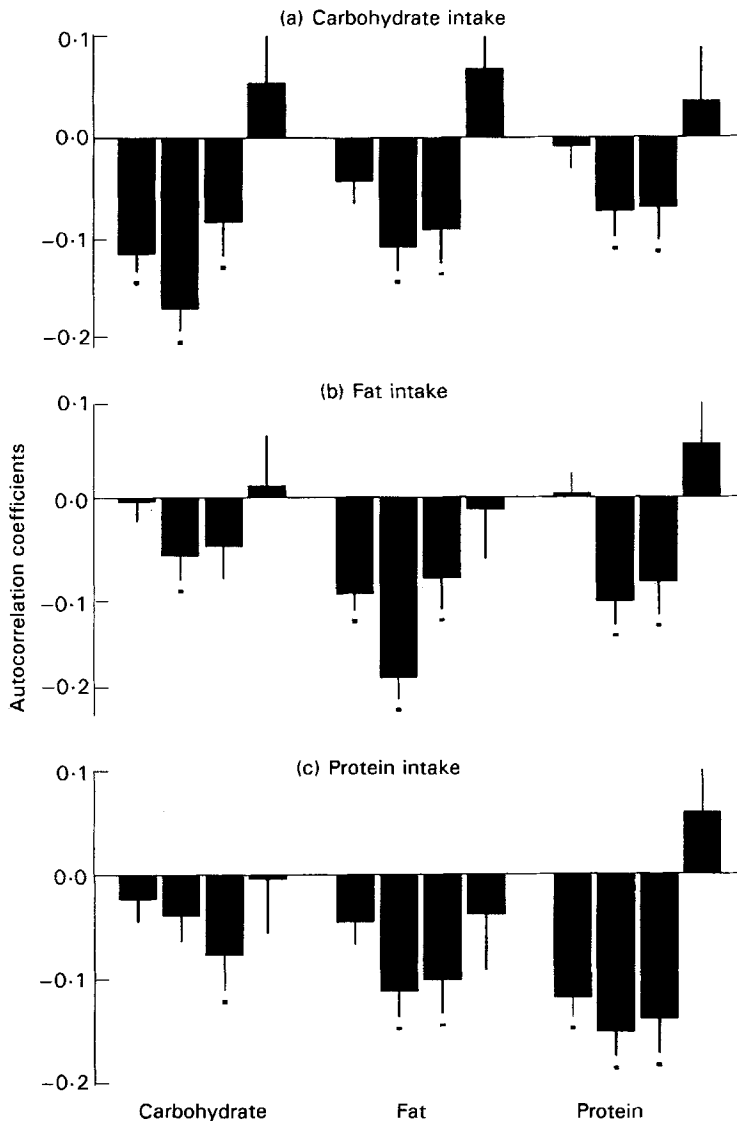 (a) Carbohydrate intake
0·1
0·0
−0·1
−0·2
(b) Fat intake
0·1
0·0
−0·1
−0·2
Autocorrelation coefficients
(c) Protein intake
0·1
0·0
−0·1
−0·2
Carbohydrate Fat Protein